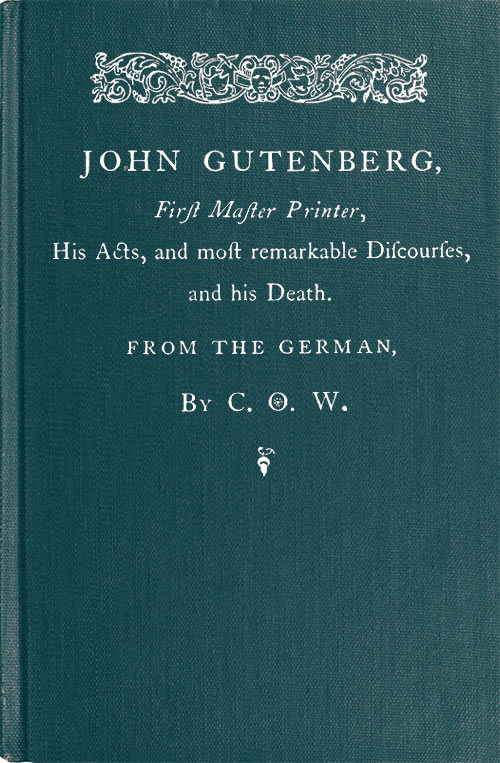 JOHN GUTENBERG,
Firſt Maſter Printer,
His Acts, and moſt remarkable Diſcourſes,
and his Death.
FROM THE GERMAN,
By C. O. W.